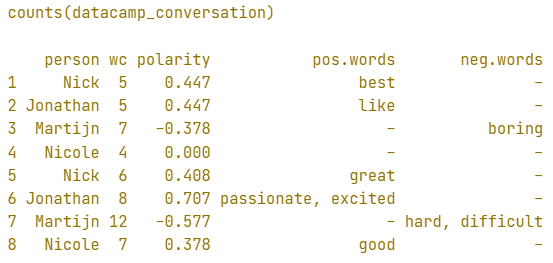 counts(datacamp_conversation)
person wc polarity pos.words neg.words
1 Nick 5 0.447 best -
2 Jonathan 5 0.447 like -
3 Martijn 7 -0.378 - boring
4 Nicole 4 0.000 - -
5 Nick 6 0.408 great -
6 Jonathan 8 0.707 passionate, excited -
7 Martijn 12 -0.577 - hard, difficult
8 Nicole 7 0.378 good -